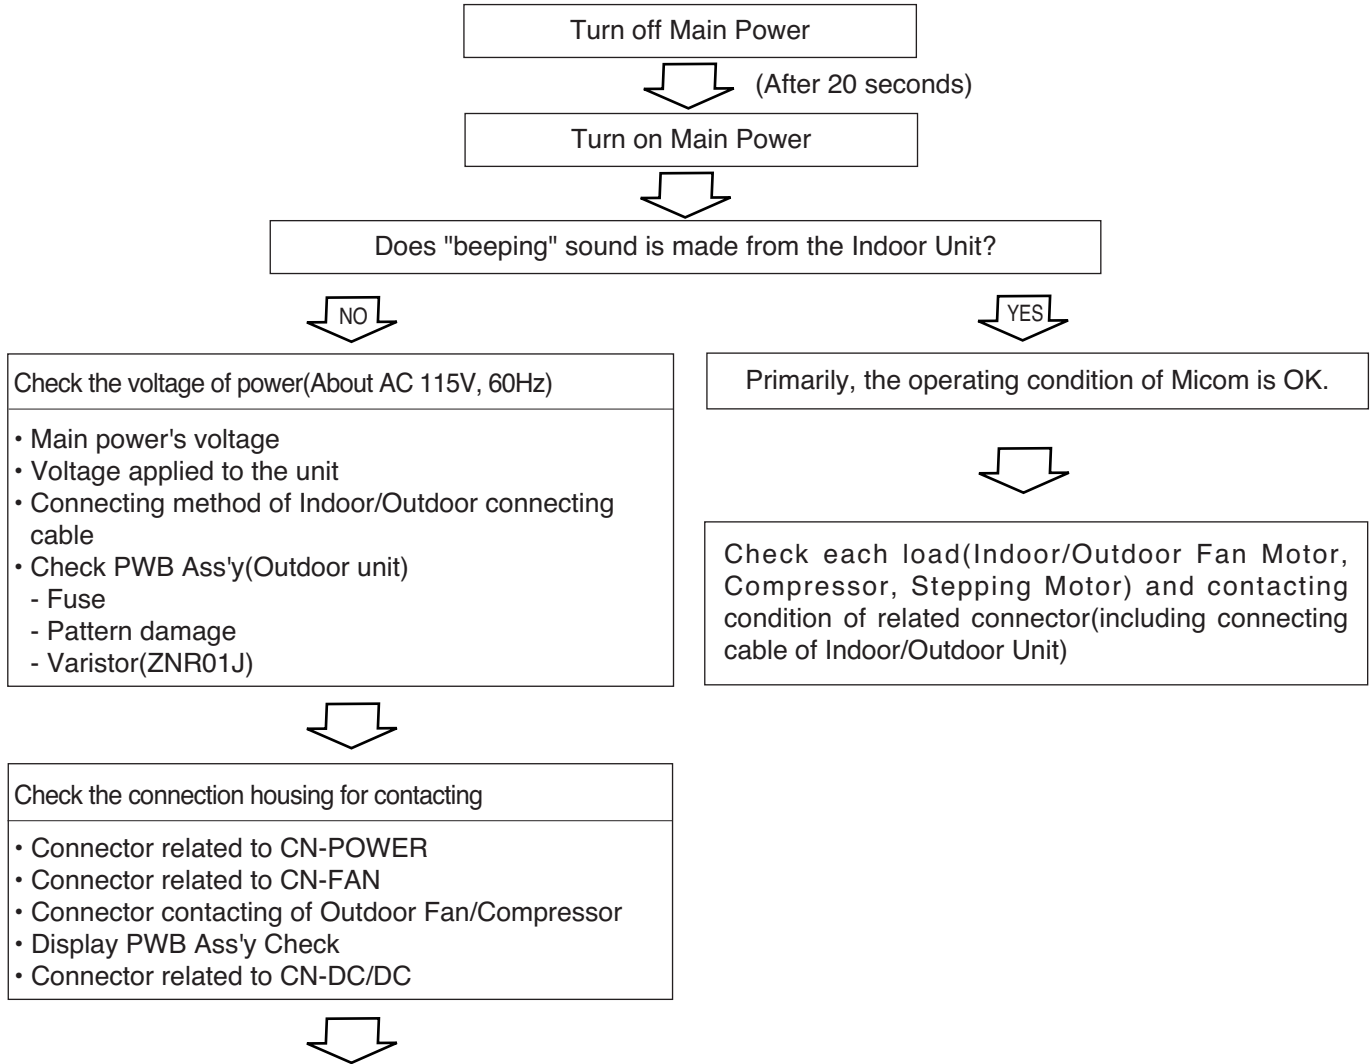 Turn off Main Power
(After 20 seconds)
Turn on Main Power
Does "beeping" sound is made from the Indoor Unit?
NO
YES
Check the voltage of power(About AC 115V, 60Hz)
• Main power's voltage
• Voltage applied to the unit
• Connecting method of Indoor/Outdoor connecting
cable
• Check PWB Ass'y(Outdoor unit)
- Fuse
- Pattern damage
- Varistor(ZNR01J)
Primarily, the operating condition of Micom is OK.
Check each load(Indoor/Outdoor Fan Motor,
Compressor, Stepping Motor) and contacting
condition of related connector(including connecting
cable of Indoor/Outdoor Unit)
Check the connection housing for contacting
• Connector related to CN-POWER
• Connector related to CN-FAN
• Connector contacting of Outdoor Fan/Compressor
• Display PWB Ass'y Check
• Connector related to CN-DC/DC